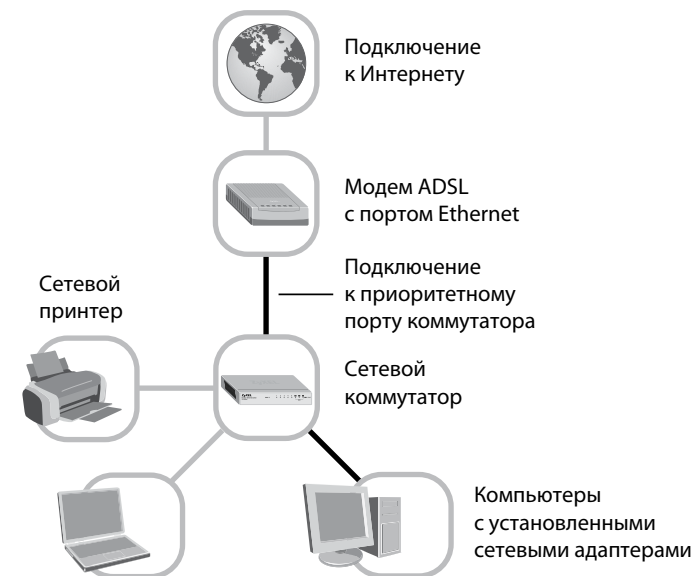 Подключение
к Интернету
Модем ADSL
с портом Ethernet
Подключение
к приоритетному
порту коммутатора
Сетевой
принтер
Сетевой
коммутатор
Компьютеры
с установленными
сетевыми адаптерами